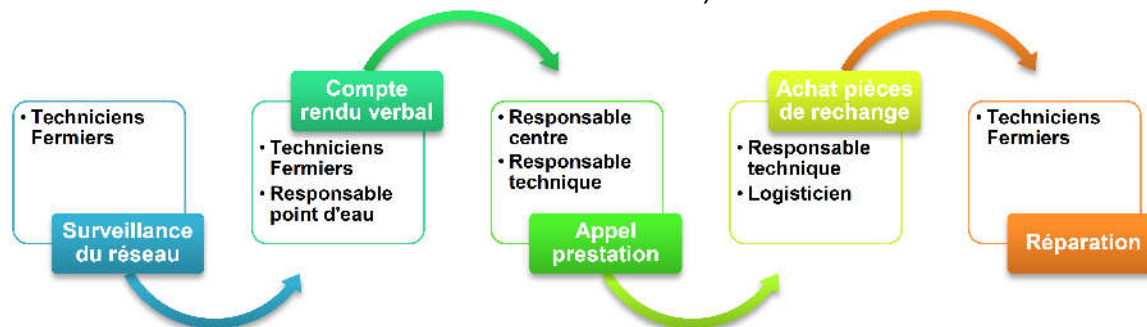 • Techniciens
Fermiers
Surveillance
du réseau
Compte
rendu verbal
• Techniciens
Fermiers
• Responsable
point d'eau
• Responsable
centre
• Responsable
technique
Appel
prestation
Achat pièces
de rechange
• Responsable
technique
• Logisticien
• Techniciens
Fermiers
Réparation